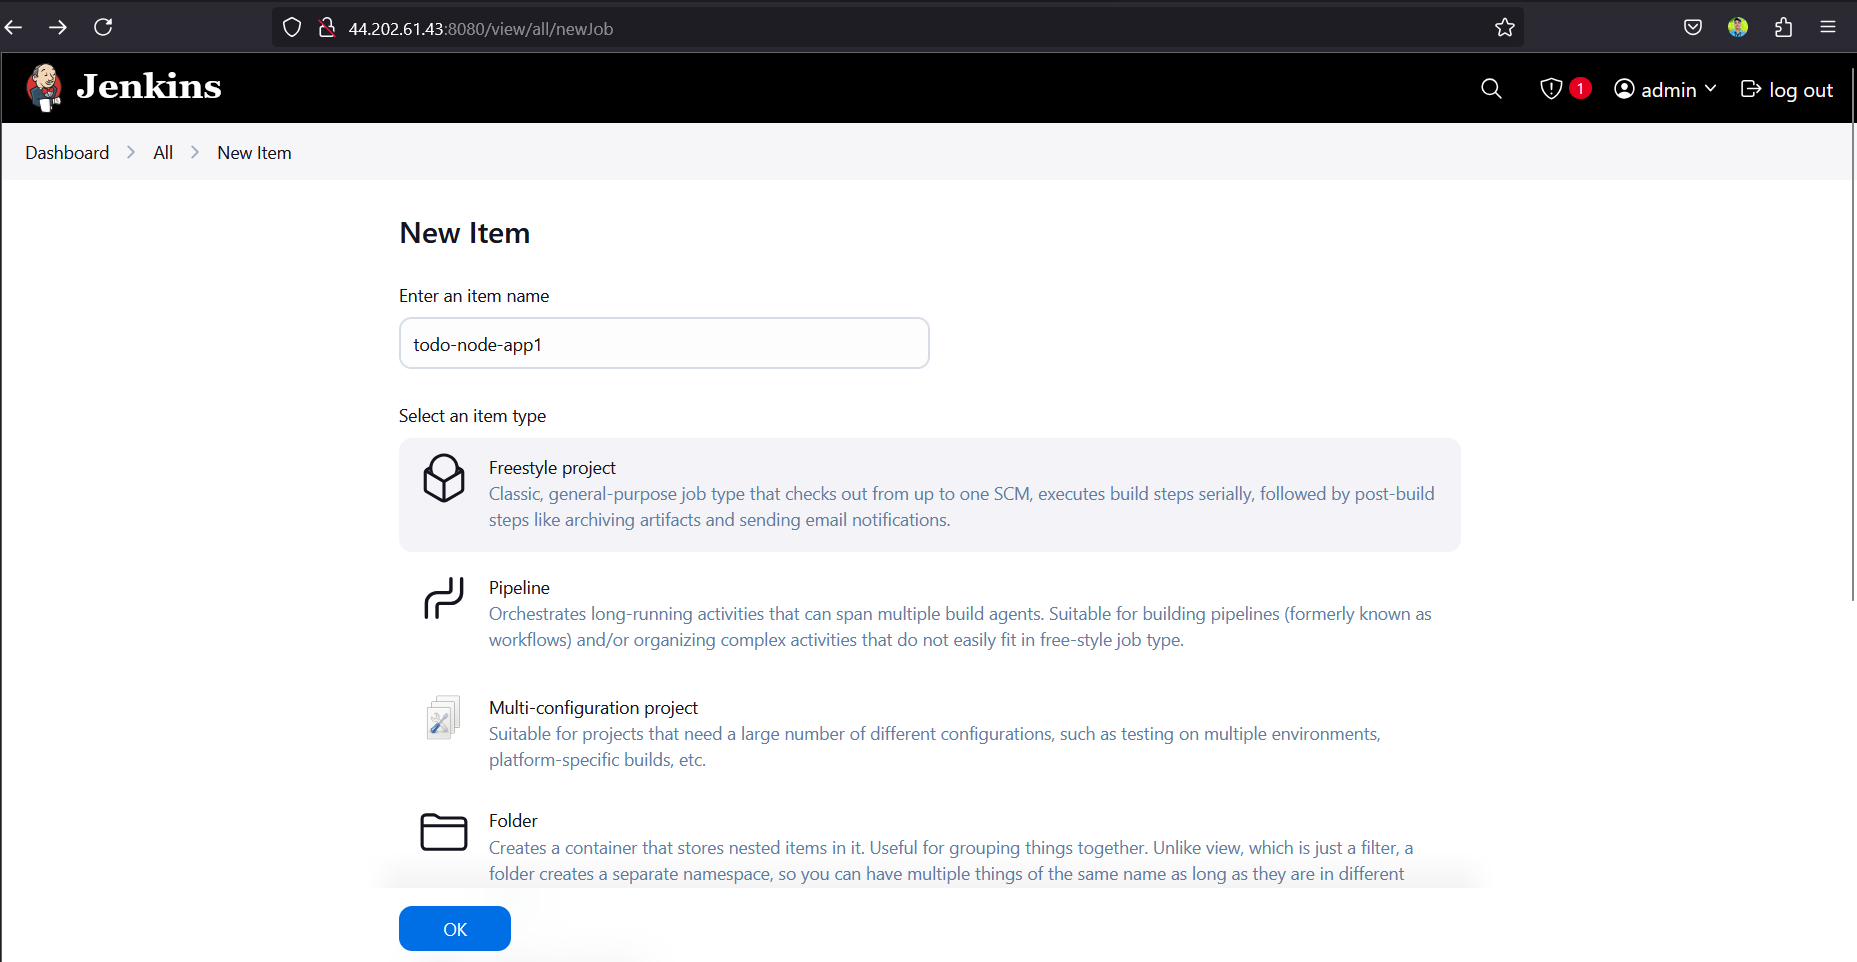 44.202.61.43:8080/view/all/newJob
Jenkins
1
admin
log out
Dashboard
All
New Item
New Item
Enter an item name
todo-node-app1
Select an item type
Freestyle project
Classic, general-purpose job type that checks out from up to one SCM, executes build steps serially, followed by post-build
steps like archiving artifacts and sending email notifications.
Pipeline
Orchestrates long-running activities that can span multiple build agents. Suitable for building pipelines (formerly known as
workflows) and/or organizing complex activities that do not easily fit in free-style job type.
Multi-configuration project
Suitable for projects that need a large number of different configurations, such as testing on multiple environments,
platform-specific builds, etc.
Folder
Creates a container that stores nested items in it. Useful for grouping things together. Unlike view, which is just a filter, a
folder creates a separate namespace, so you can have multiple things of the same name as long as they are in different
OK